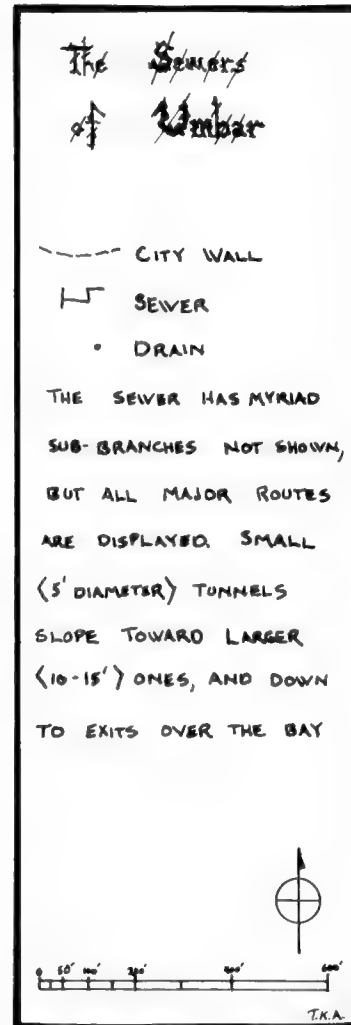 The Sewers
of Umbar
CITY WALL
SEWER
• DRAIN
THE SEWER HAS MYRIAD
SUB-BRANCHES NOT SHOWN,
BUT ALL MAJOR ROUTES
ARE DISPLAYED. SMALL
<5' DIAMETER> TUNNELS
SLOPE TOWARD LARGER
<10-15'> ONES, AND DOWN
TO EXITS OVER THE BAY
0 50' 100' 200' 400' 600'
T.K.A.